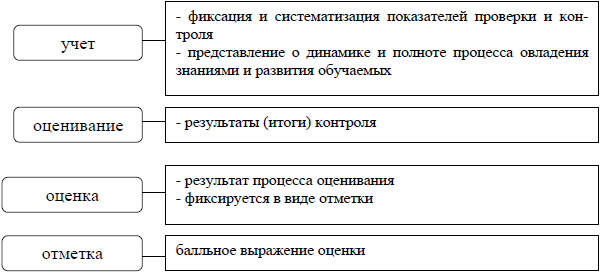 учет
- фиксация и систематизация показателей проверки и кон-
троля
- представление о динамике и полноте процесса овладения
знаниями и развития обучаемых
оценивание
- результаты (итоги) контроля
оценка
- результат процесса оценивания
- фиксируется в виде отметки
отметка
балльное выражение оценки